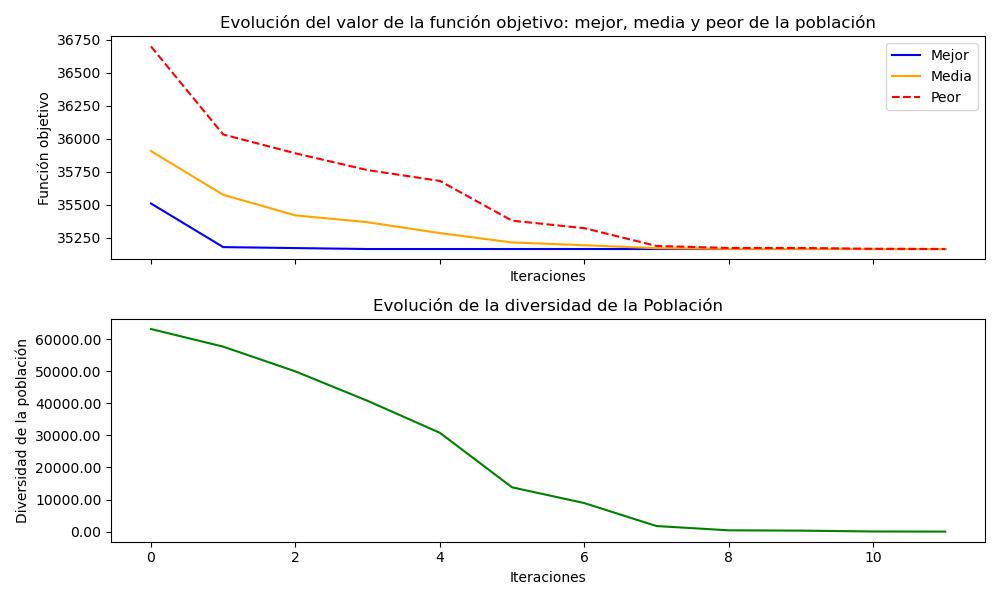 Evolución del valor de la función objetivo: mejor, media y peor de la población
36750
36500
36250
36000
35750
35500
35250
Función objetivo
Mejor
Media
Peor
Iteraciones
Evolución de la diversidad de la Población
60000.00
50000.00
40000.00
30000.00
20000.00
10000.00
0.00
Diversidad de la población
0 2 4 6 8 10
Iteraciones